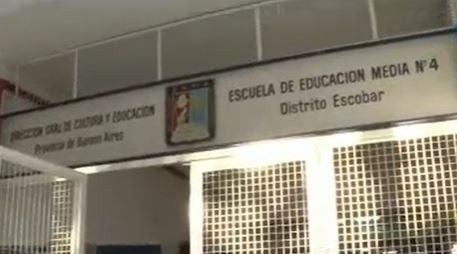 DIRECCION GRAL DE CULTURA Y EDUCACION
Provincia de Buenos Aires
ESCUELA DE EDUCACION MEDIA Nº4
Distrito Escobar